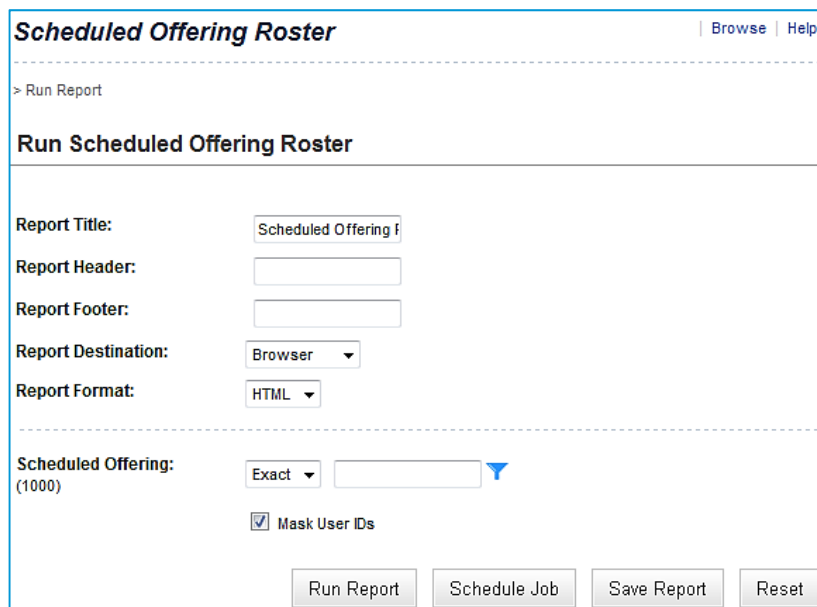 Scheduled Offering Roster
| Browse | Help
> Run Report
Run Scheduled Offering Roster
Report Title: Scheduled Offering
Report Header:
Report Footer:
Report Destination: Browser
Report Format: HTML
Scheduled Offering: Exact
(1000)
Mask User IDs
Run Report Schedule Job Save Report Reset